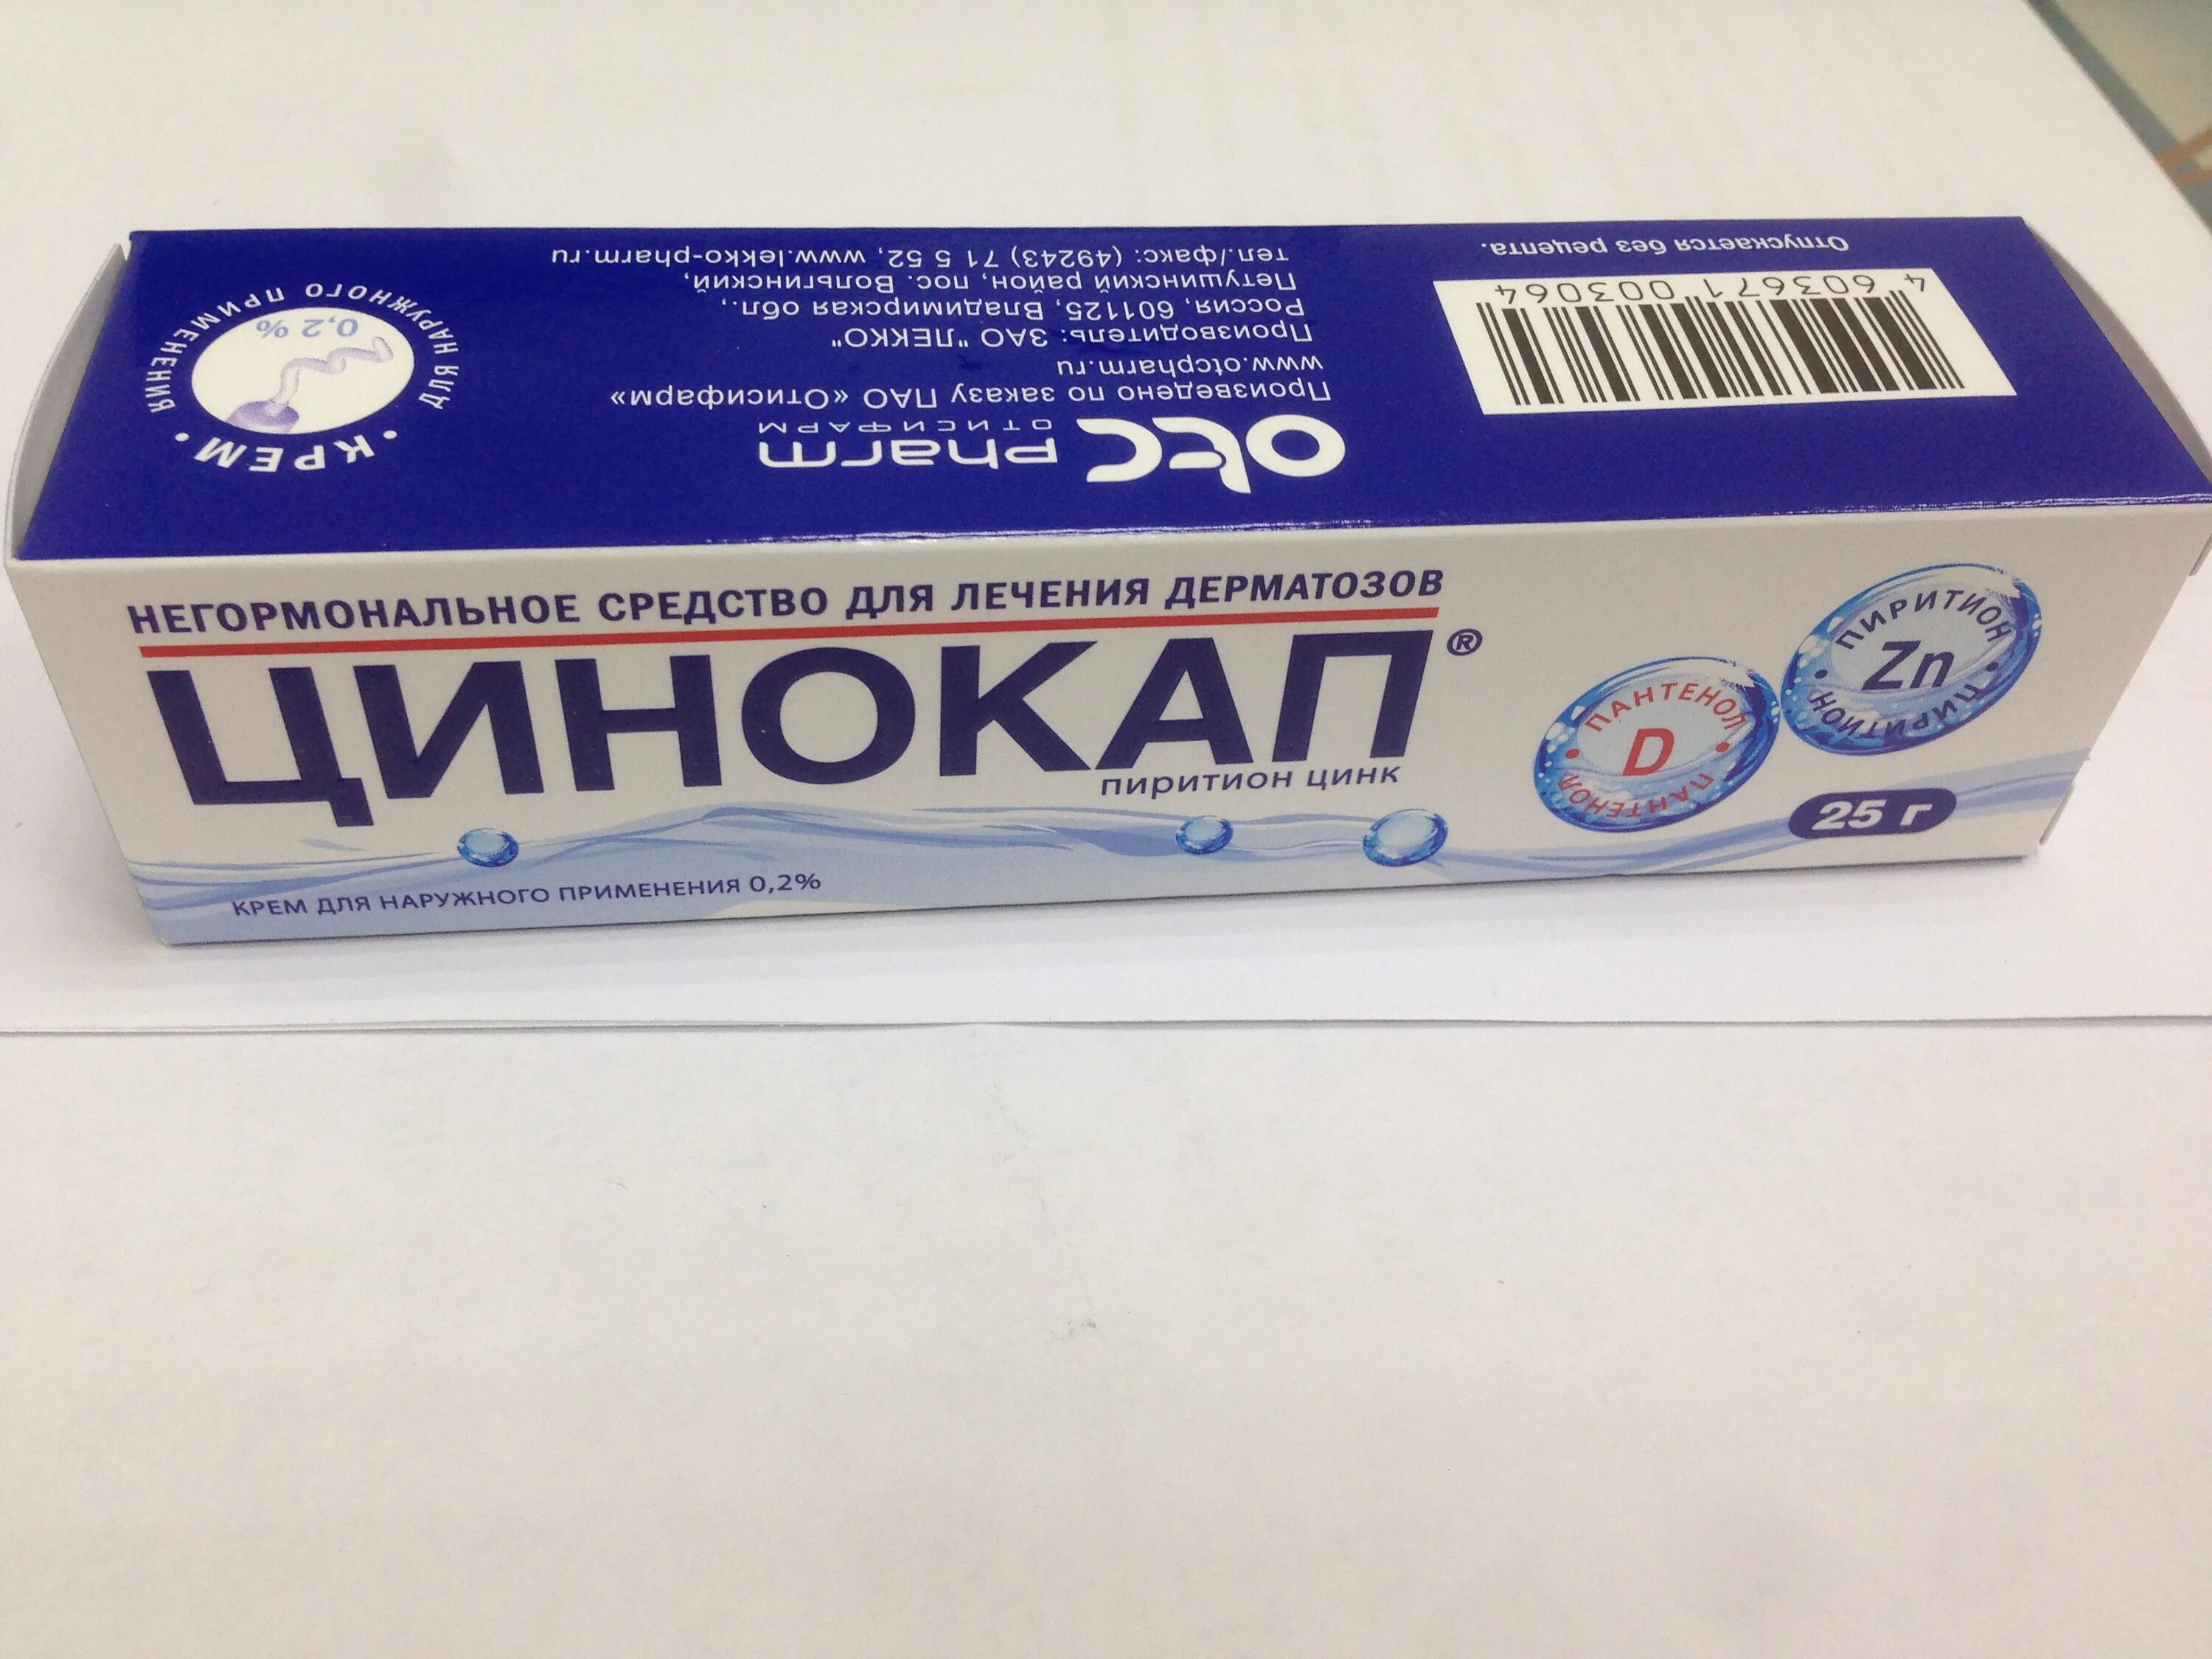 НЕГОРМОНАЛЬНОЕ СРЕДСТВО ДЛЯ ЛЕЧЕНИЯ ДЕРМАТОЗОВ
ЦИНОКАП®
ПИРИТИОН ЦИНК
КРЕМ ДЛЯ НАРУЖНОГО ПРИМЕНЕНИЯ 0,2%
• ПАНТЕНОЛ • ПАНТЕНОЛ
D
• ПИРИТИОН • ПИРИТИОН
Zn
25 г
otc Pharm
ОТИСИФАРМ
Произведено по заказу ПАО «Отисифарм»
www.otcpharm.ru
Производитель: ЗАО "ЛЕККО"
Россия, 601125, Владимирская обл.,
Петушинский район, пос. Вольгинский,
тел./факс: (49243) 71 5 52, www.lekko-pharm.ru
4 603671 003064
Отпускается без рецепта.
• КРЕМ •
ДЛЯ НАРУЖНОГО ПРИМЕНЕНИЯ
0,2 %